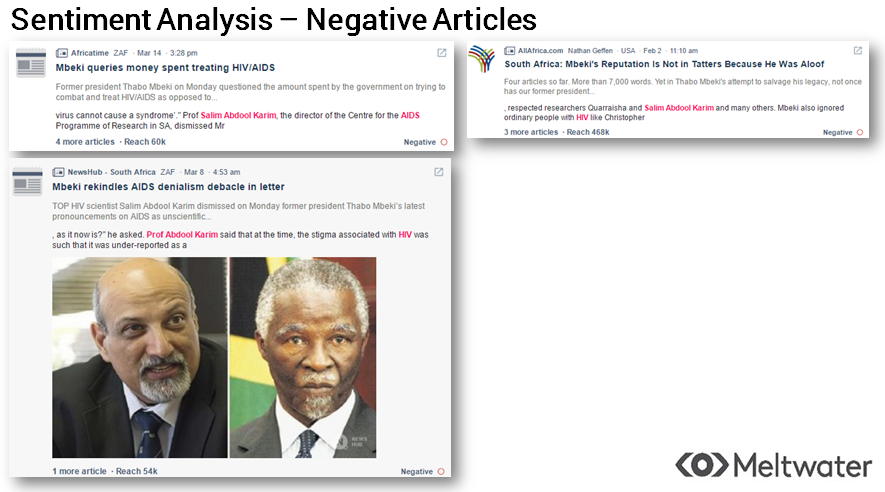 Sentiment Analysis – Negative Articles
Africatime ZAF · Mar 14 · 3:28 pm
Mbeki queries money spent treating HIV/AIDS
Former president Thabo Mbeki on Monday questioned the amount spent by the government on trying to
combat and treat HIV/AIDS as opposed to...
virus cannot cause a syndrome'." Prof Salim Abdool Karim, the director of the Centre for the AIDS
Programme of Research in SA, dismissed Mr
4 more articles · Reach 60k
Negative
AllAfrica.com Nathan Geffen · USA · Feb 2 · 11:10 am
South Africa: Mbeki's Reputation Is Not in Tatters Because He Was Aloof
Four articles so far. More than 7,000 words. Yet in Thabo Mbeki's attempt to salvage his legacy, not once
has our former president...
, respected researchers Quarraisha and Salim Abdool Karim and many others. Mbeki also ignored
ordinary people with HIV like Christopher
3 more articles · Reach 468k
Negative
NewsHub - South Africa ZAF · Mar 8 · 4:53 am
Mbeki rekindles AIDS denialism debacle in letter
TOP HIV scientist Salim Abdool Karim dismissed on Monday former president Thabo Mbeki's latest
pronouncements on AIDS as unscientific...
, as it now is?" he asked. Prof Abdool Karim said that at the time, the stigma associated with HIV was
such that it was under-reported as a
NEWS
HUB
1 more article · Reach 54k
Negative
Meltwater